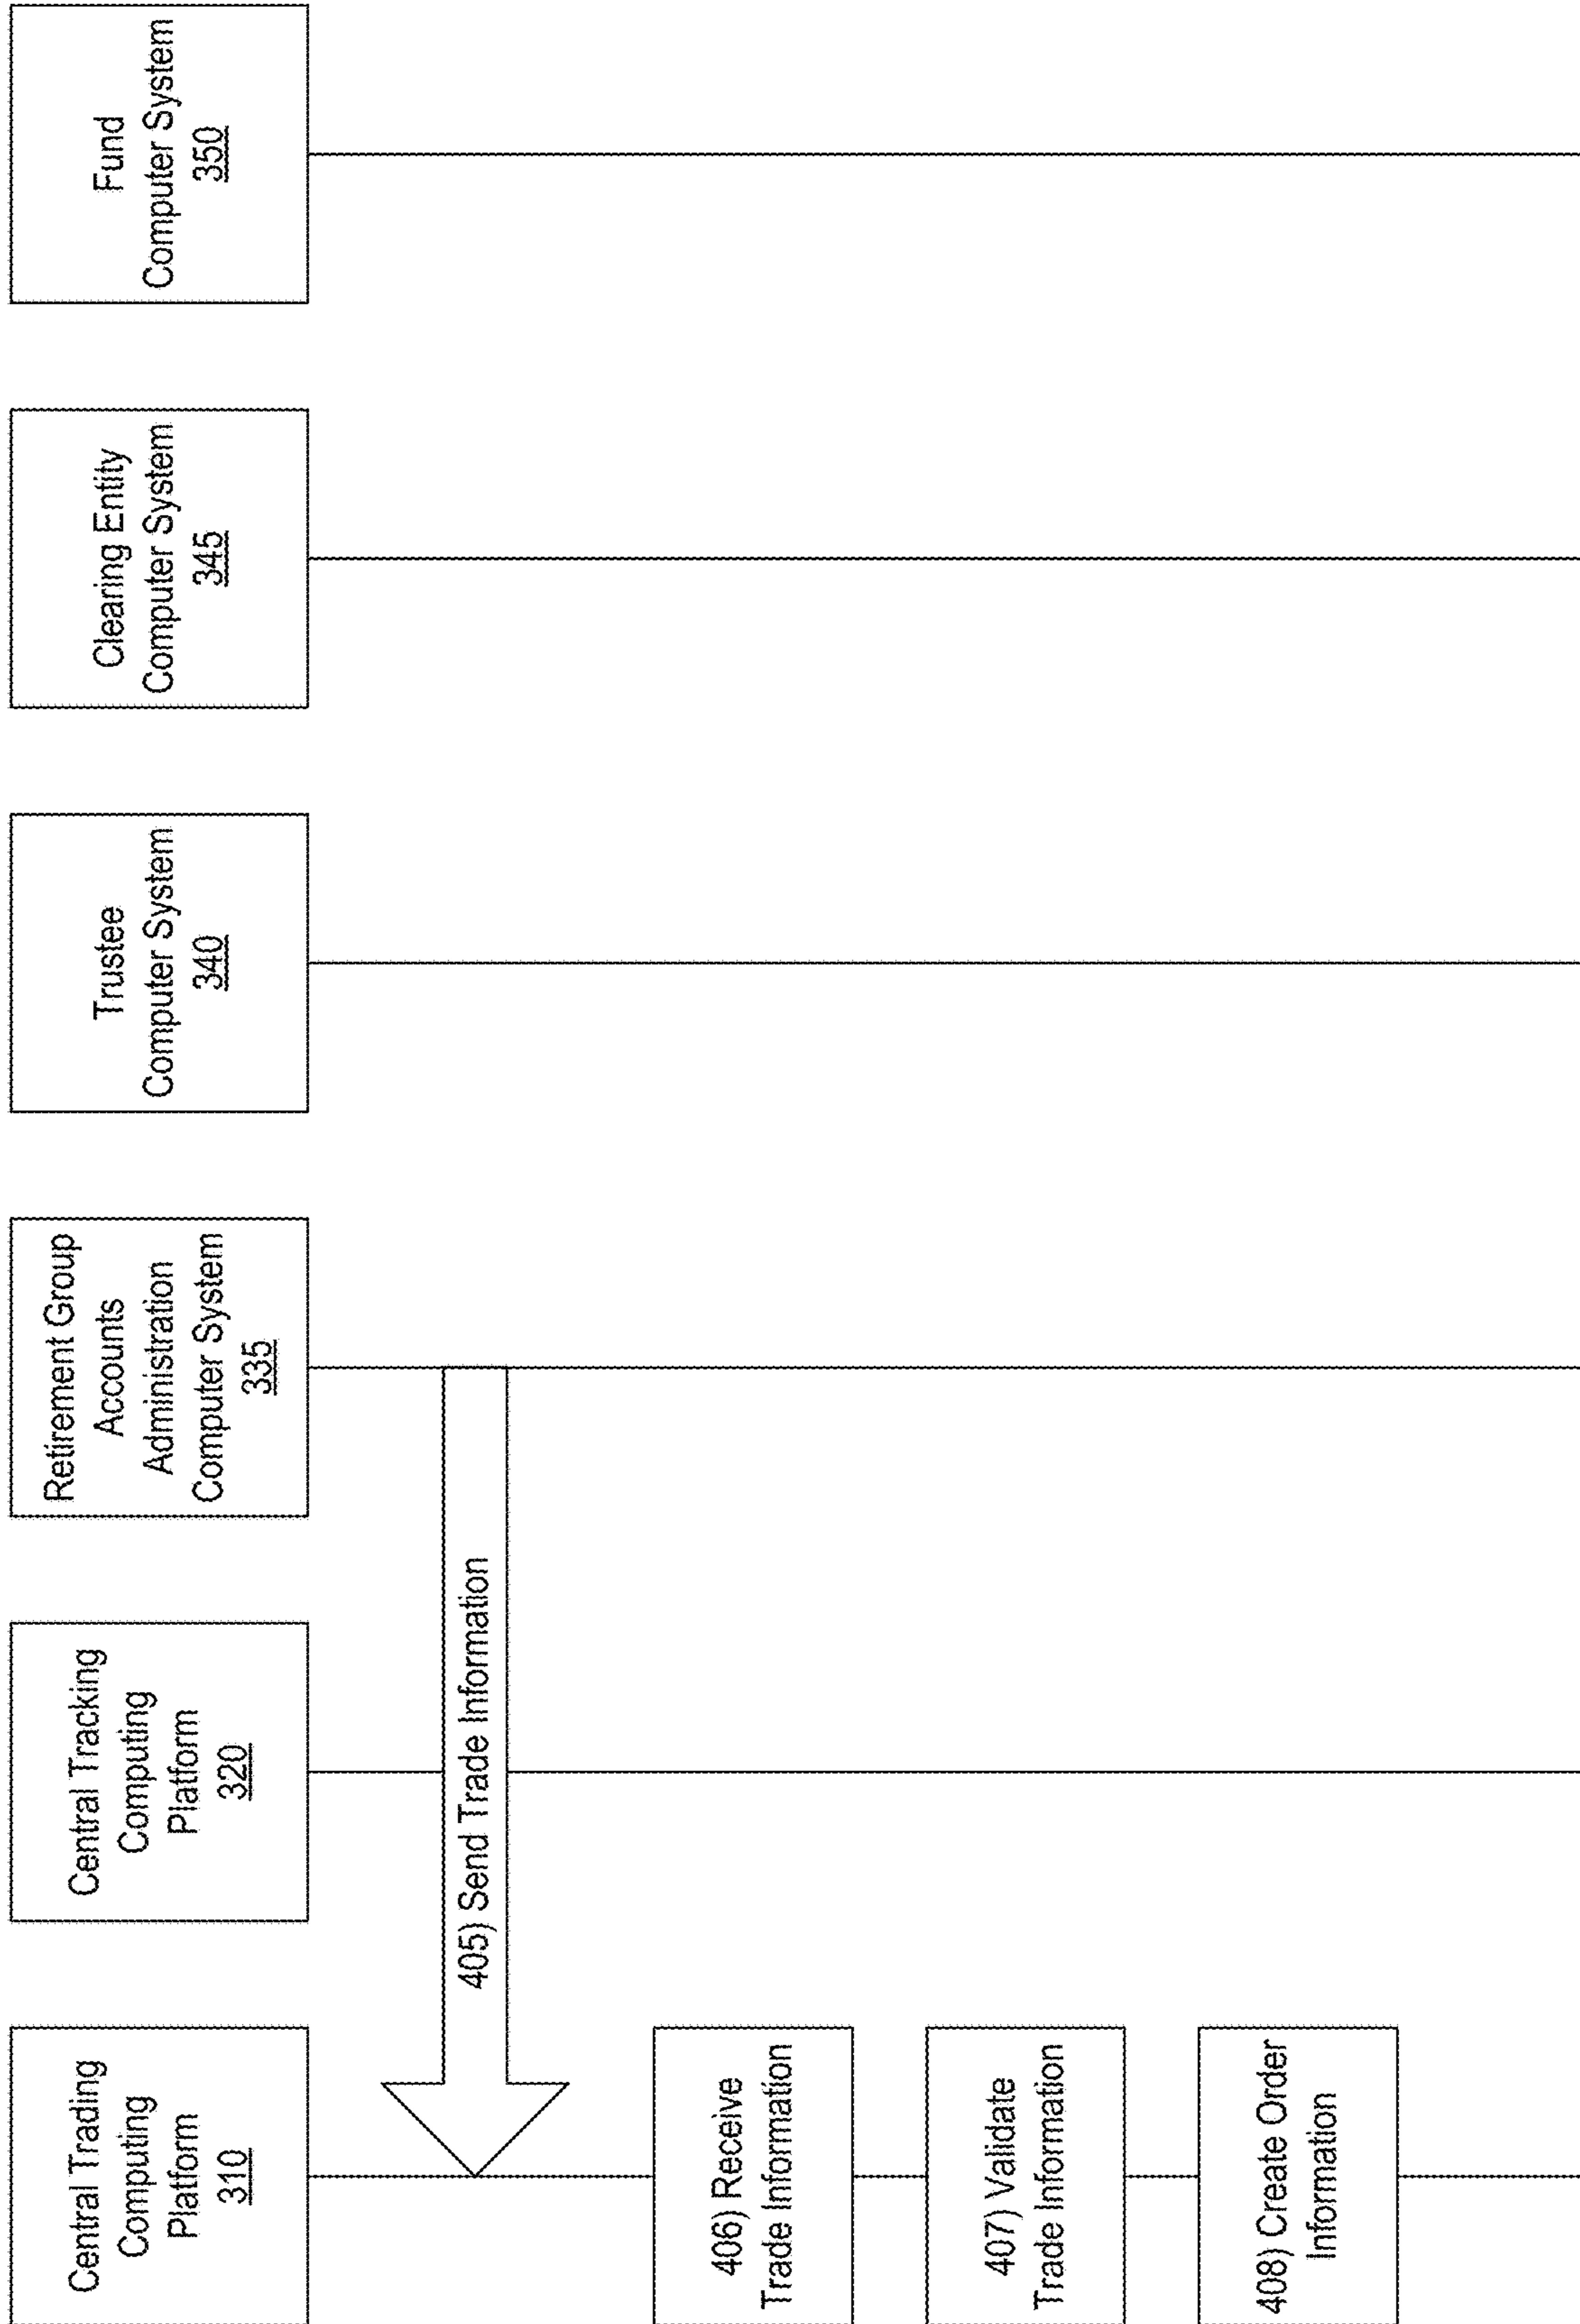 Central Trading
Computing
Platform
310
Central Tracking
Computing
Platform
320
Retirement Group
Accounts
Administration
Computer System
335
Trustee
Computer System
340
Clearing Entity
Computer System
345
Fund
Computer System
350
405) Send Trade Information
406) Receive
Trade Information
407) Validate
Trade Information
408) Create Order
Information